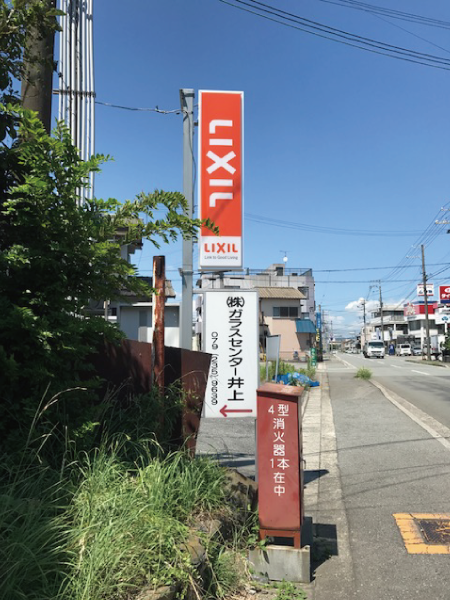 LIXIL
LIXIL
Link to Good Living
㈱ガラスセンター井上
079(235)9639
4型消火器1本在中